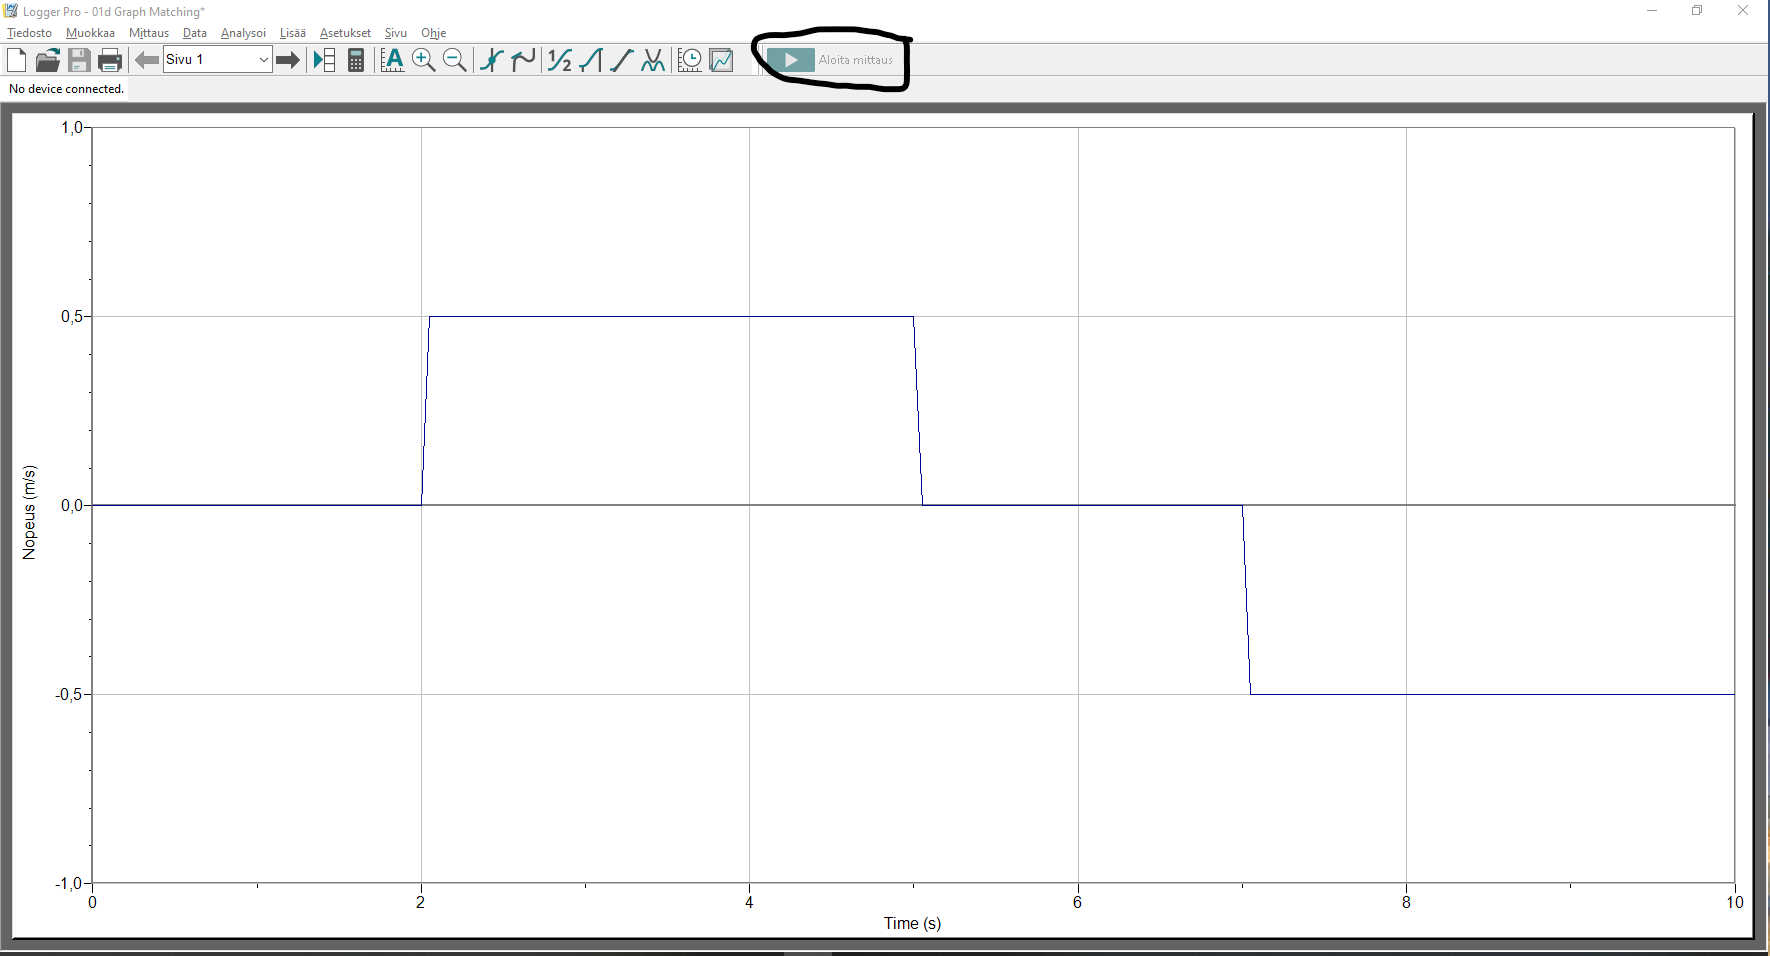 Logger Pro - 01d Graph Matching*
Tiedosto Muokkaa Mittaus Data Analysoi Lisää Asetukset Sivu Ohje
Sivu 1 A 1/2 Aloita mittaus
No device connected.
1,0
0,5
0,0
-0,5
-1,0
Nopeus (m/s)
0 2 4 6 8 10
Time (s)